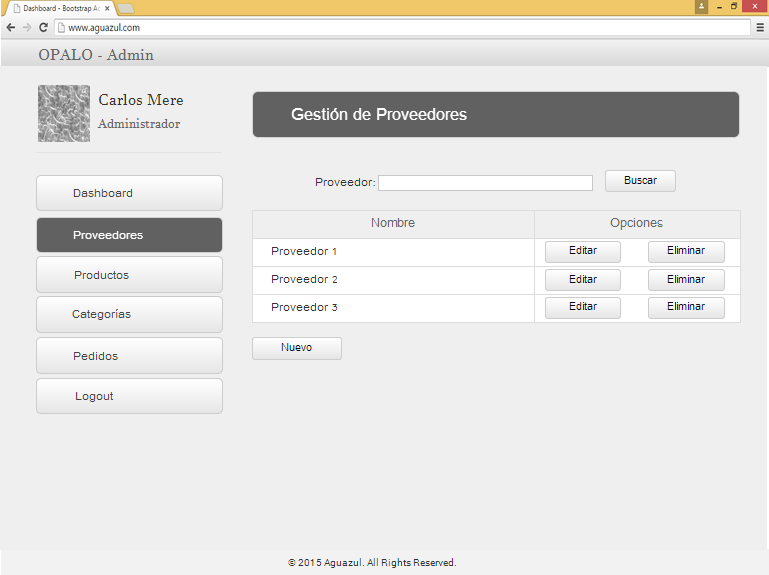 Dashboard - Bootstrap Ac
www.aguazul.com
OPALO - Admin
Carlos Mere
Administrador
Dashboard
Proveedores
Productos
Categorías
Pedidos
Logout
Gestión de Proveedores
Proveedor: Buscar
Nombre Opciones
Proveedor 1 Editar Eliminar
Proveedor 2 Editar Eliminar
Proveedor 3 Editar Eliminar
Nuevo
© 2015 Aguazul. All Rights Reserved.